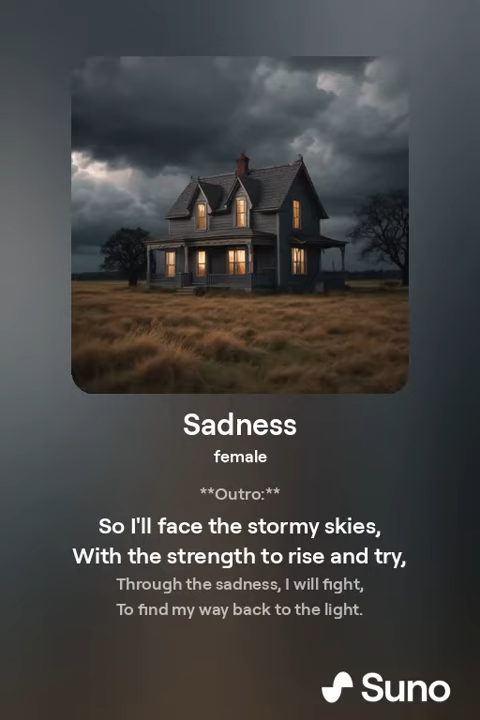 Sadness
female
**Outro:**
So I'll face the stormy skies,
With the strength to rise and try,
Through the sadness, I will fight,
To find my way back to the light.
Suno